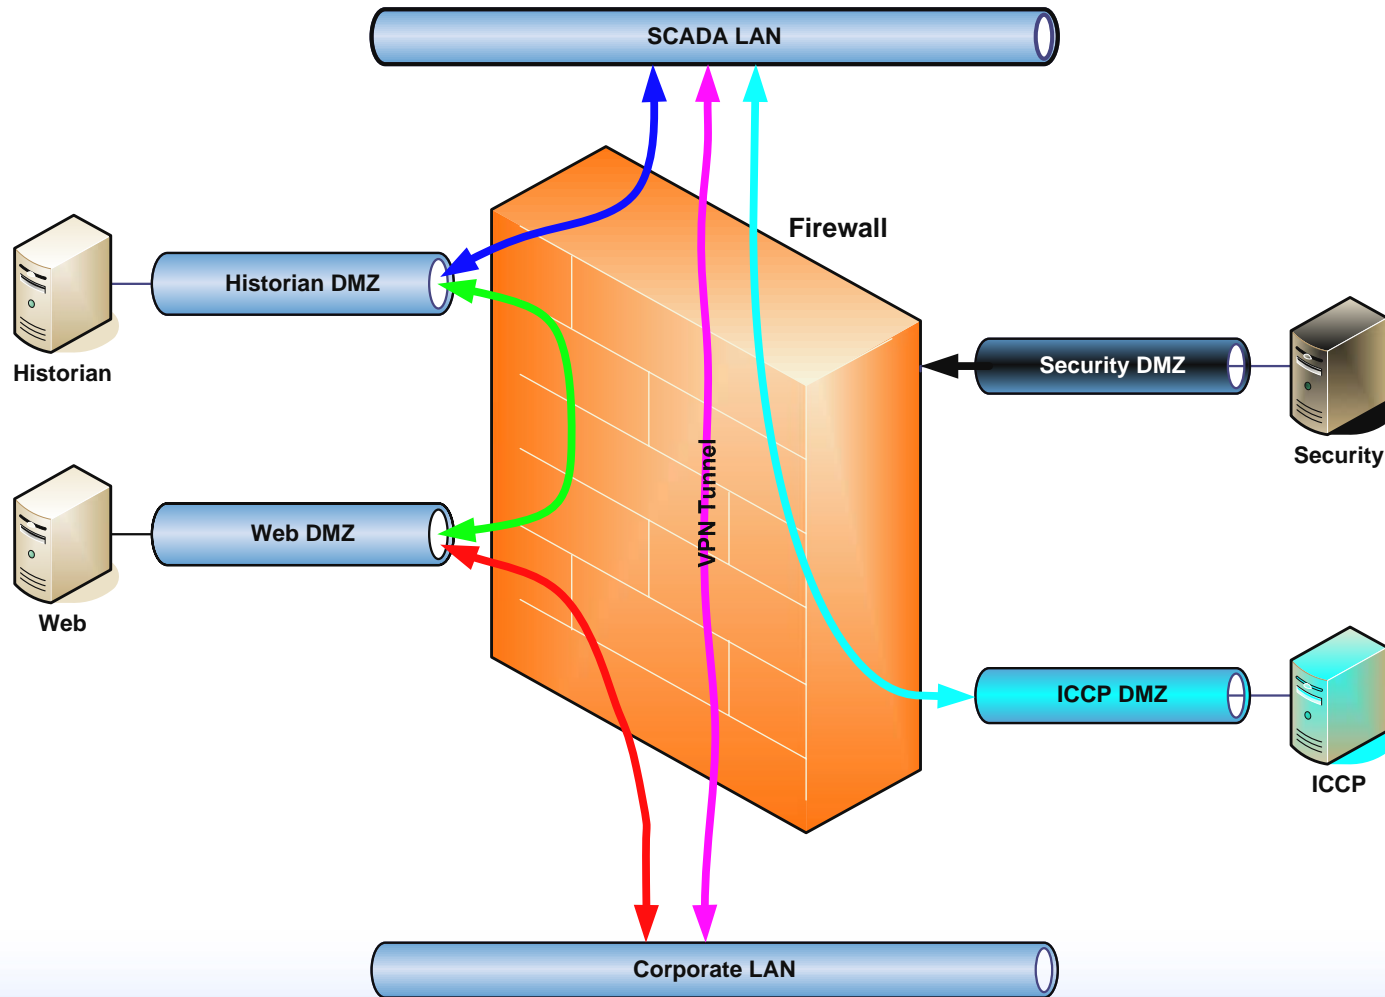 SCADA LAN
Firewall
Historian DMZ
Historian
Security DMZ
Security
VPN Tunnel
Web DMZ
Web
ICCP DMZ
ICCP
Corporate LAN